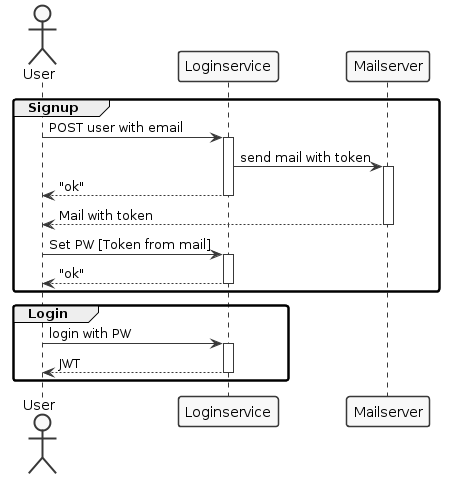 User
Loginservice
Mailserver
Signup
POST user with email
send mail with token
"ok"
Mail with token
Set PW [Token from mail]
"ok"
Login
login with PW
JWT
User
Loginservice
Mailserver